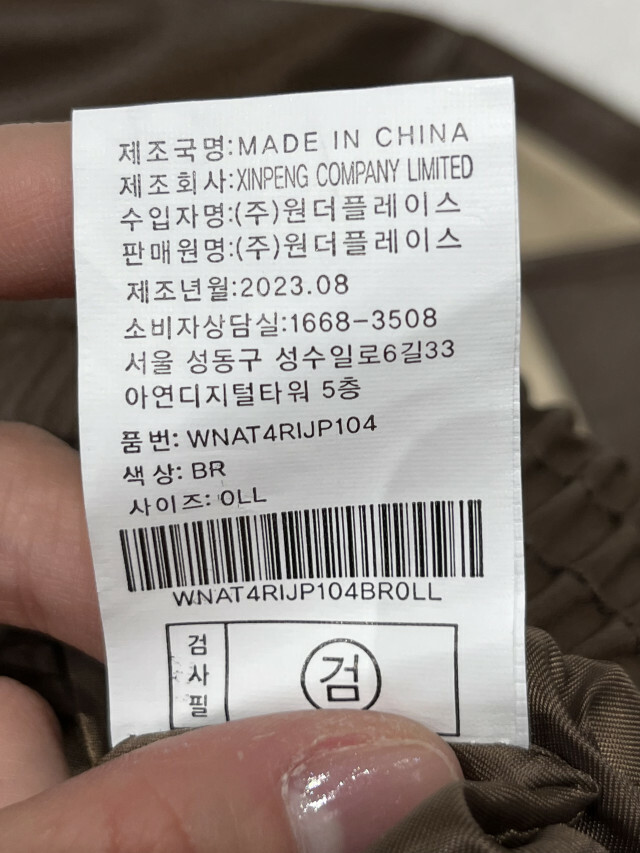 제조국명:MADE IN CHINA
제조회사:XINPENG COMPANY LIMITED
수입자명:(주)원더플레이스
판매원명:(주)원더플레이스
제조년월:2023.08
소비자상담실:1668-3508
서울 성동구 성수일로6길33
아연디지털타워 5층
품번: WNAT4RIJP104
색상: BR
사이즈: 0LL
WNAT4RIJP104BR0LL
검사필
검